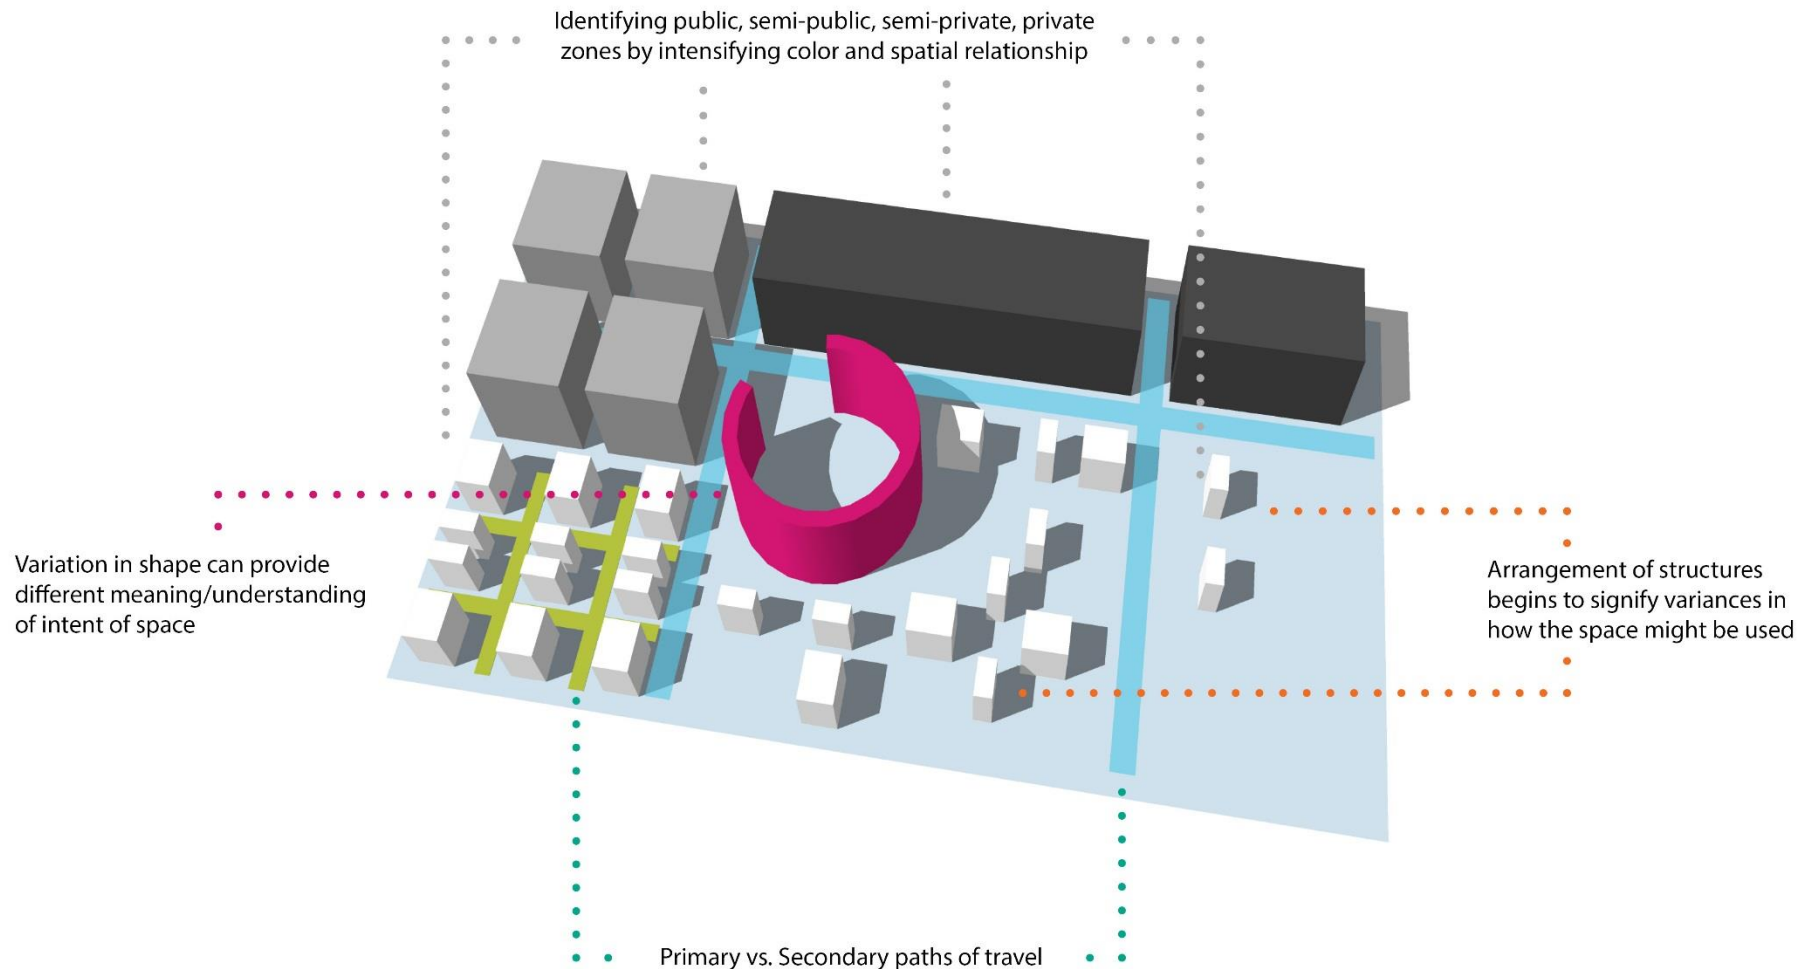 Identifying public, semi-public, semi-private, private
zones by intensifying color and spatial relationship
Variation in shape can provide
different meaning/understanding
of intent of space
Arrangement of structures
begins to signify variances in
how the space might be used
Primary vs. Secondary paths of travel